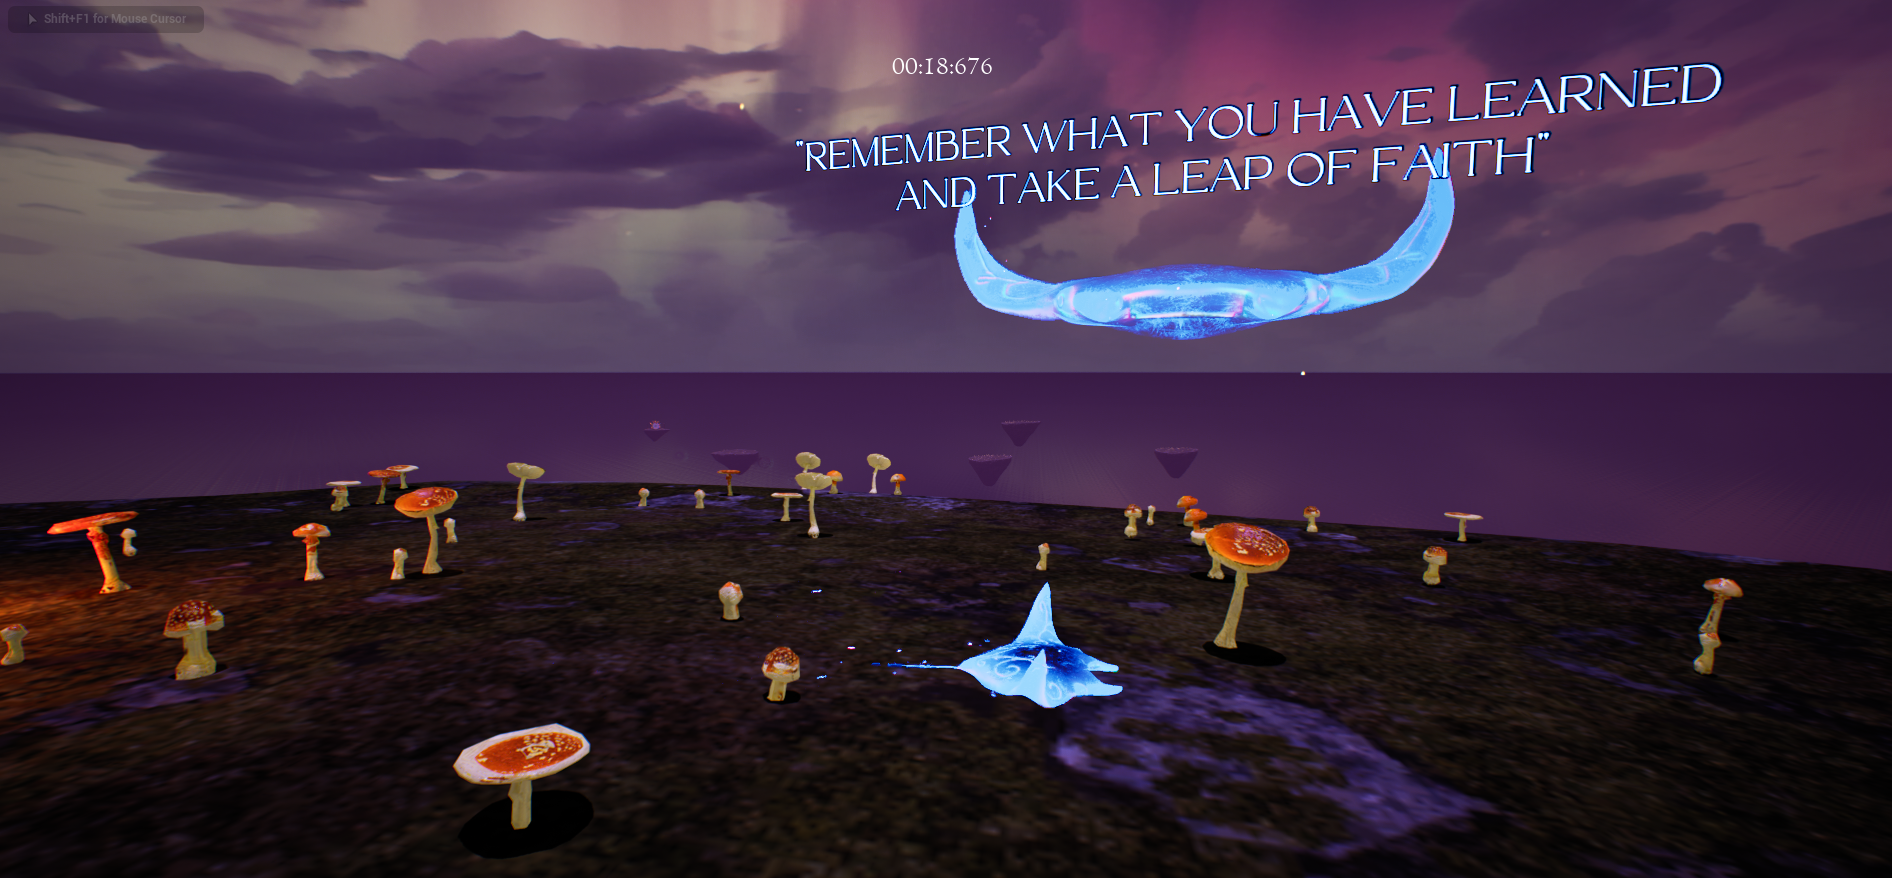 Shift+F1 for Mouse Cursor
00:18:676
"REMEMBER WHAT YOU HAVE LEARNED
AND TAKE A LEAP OF FAITH"